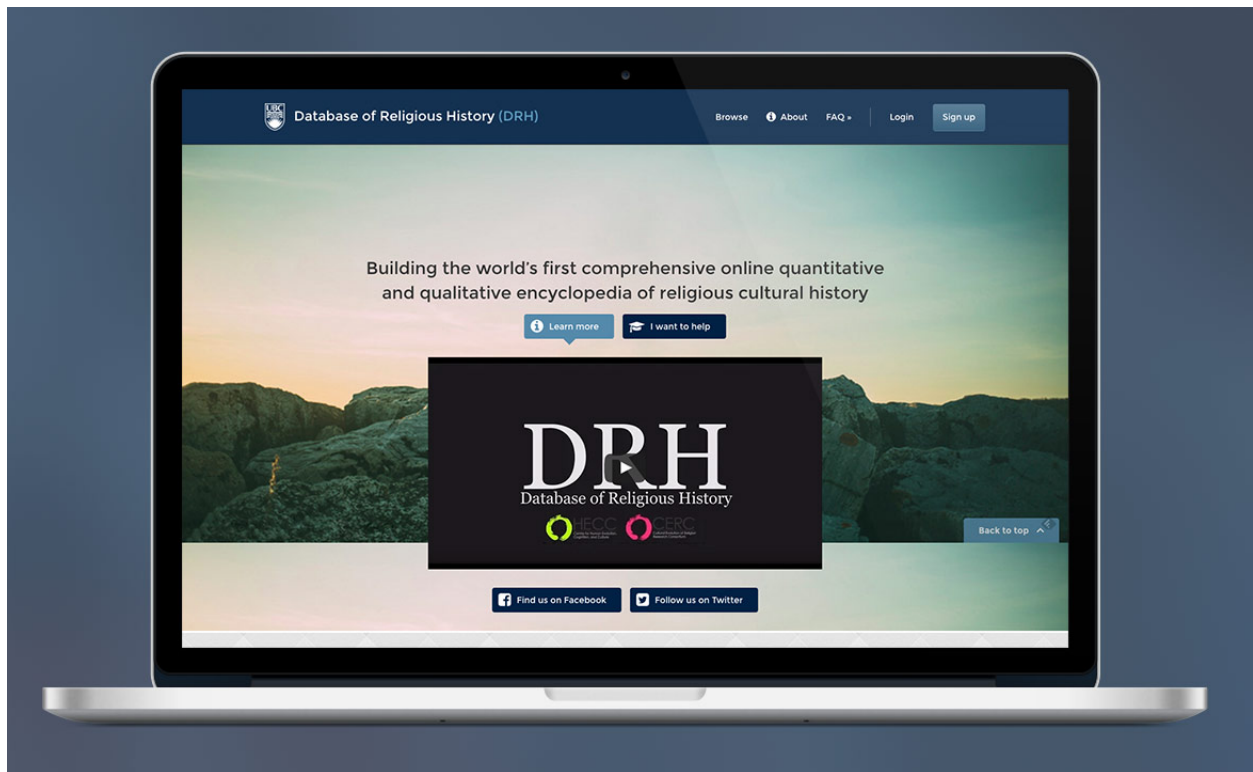 UBC
Database of Religious History (DRH)
Browse
About
FAQ »
Login
Sign up
Building the world's first comprehensive online quantitative
and qualitative encyclopedia of religious cultural history
Learn more
I want to help
DRH
Database of Religious History
HECC
CERC
Back to top
Find us on Facebook
Follow us on Twitter